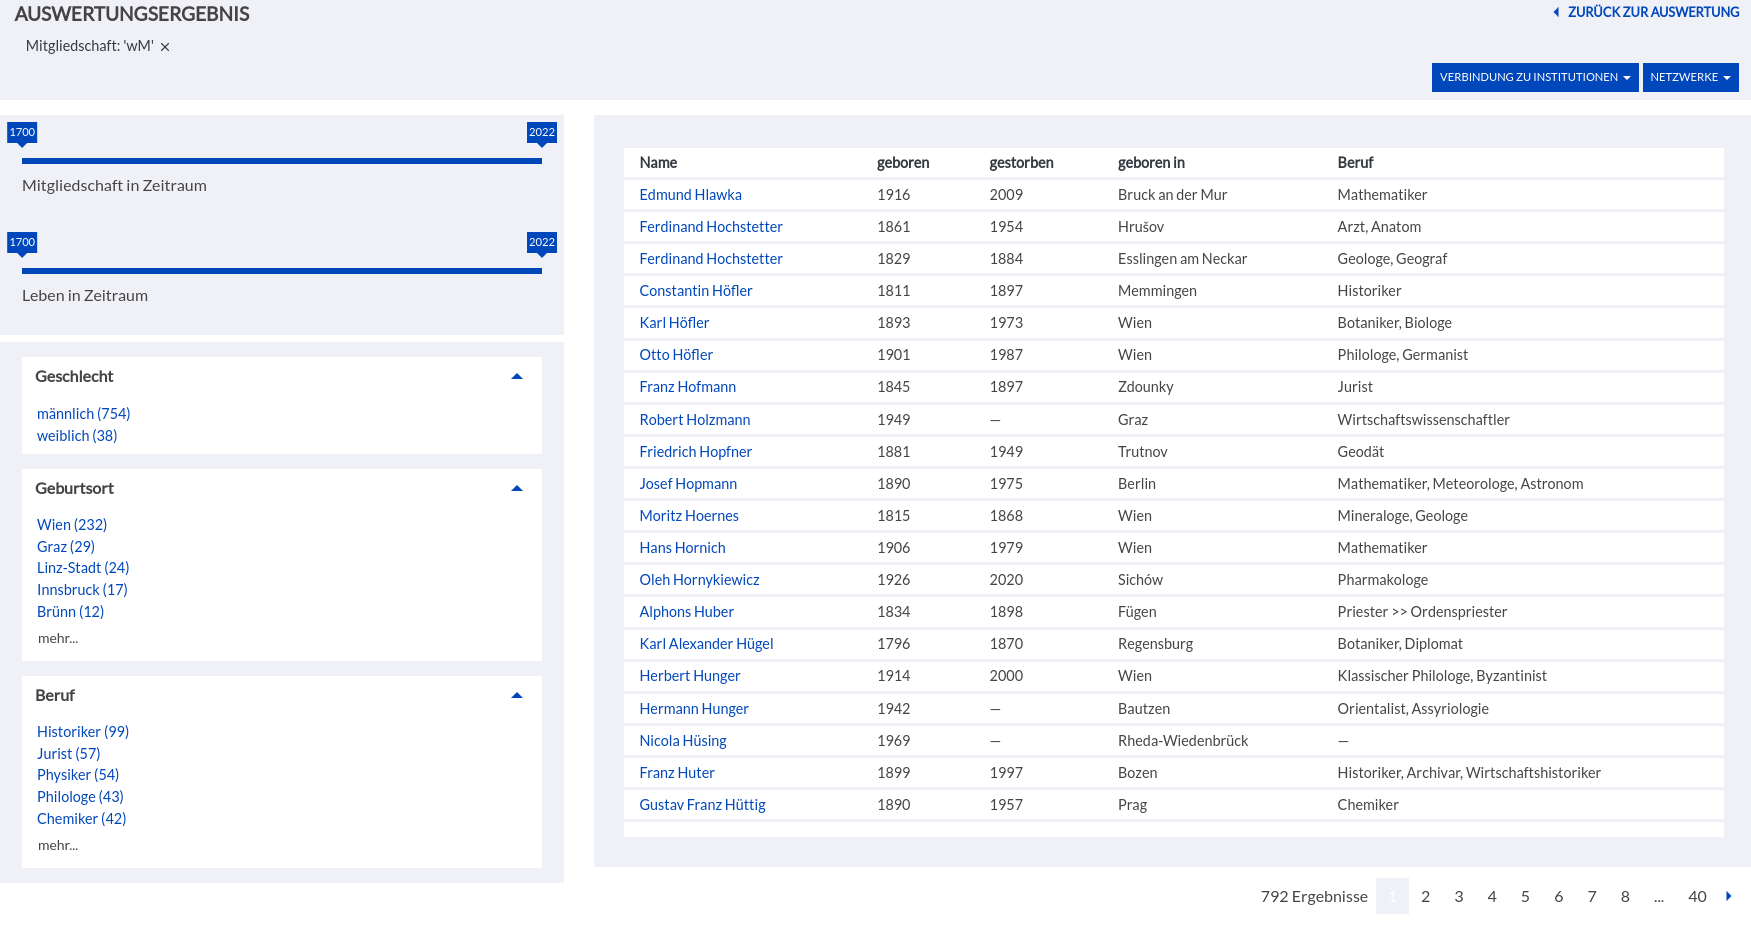 AUSWERTUNGSERGEBNIS
ZURÜCK ZUR AUSWERTUNG
Mitgliedschaft: 'wM' ×
VERBINDUNG ZU INSTITUTIONEN
NETZWERKE
1700 2022
Mitgliedschaft in Zeitraum
1700 2022
Leben in Zeitraum
Geschlecht
männlich (754)
weiblich (38)
Geburtsort
Wien (232)
Graz (29)
Linz-Stadt (24)
Innsbruck (17)
Brünn (12)
mehr...
Beruf
Historiker (99)
Jurist (57)
Physiker (54)
Philologe (43)
Chemiker (42)
mehr...
Name geboren gestorben geboren in Beruf
Edmund Hlawka 1916 2009 Bruck an der Mur Mathematiker
Ferdinand Hochstetter 1861 1954 Hrušov Arzt, Anatom
Ferdinand Hochstetter 1829 1884 Esslingen am Neckar Geologe, Geograf
Constantin Höfler 1811 1897 Memmingen Historiker
Karl Höfler 1893 1973 Wien Botaniker, Biologe
Otto Höfler 1901 1987 Wien Philologe, Germanist
Franz Hofmann 1845 1897 Zdounky Jurist
Robert Holzmann 1949 — Graz Wirtschaftswissenschaftler
Friedrich Hopfner 1881 1949 Trutnov Geodät
Josef Hopmann 1890 1975 Berlin Mathematiker, Meteorologe, Astronom
Moritz Hoernes 1815 1868 Wien Mineraloge, Geologe
Hans Hornich 1906 1979 Wien Mathematiker
Oleh Hornykiewicz 1926 2020 Sichów Pharmakologe
Alphons Huber 1834 1898 Fügen Priester >> Ordenspriester
Karl Alexander Hügel 1796 1870 Regensburg Botaniker, Diplomat
Herbert Hunger 1914 2000 Wien Klassischer Philologe, Byzantinist
Hermann Hunger 1942 — Bautzen Orientalist, Assyriologie
Nicola Hüsing 1969 — Rheda-Wiedenbrück —
Franz Huter 1899 1997 Bozen Historiker, Archivar, Wirtschaftshistoriker
Gustav Franz Hüttig 1890 1957 Prag Chemiker
792 Ergebnisse 1 2 3 4 5 6 7 8 ... 40